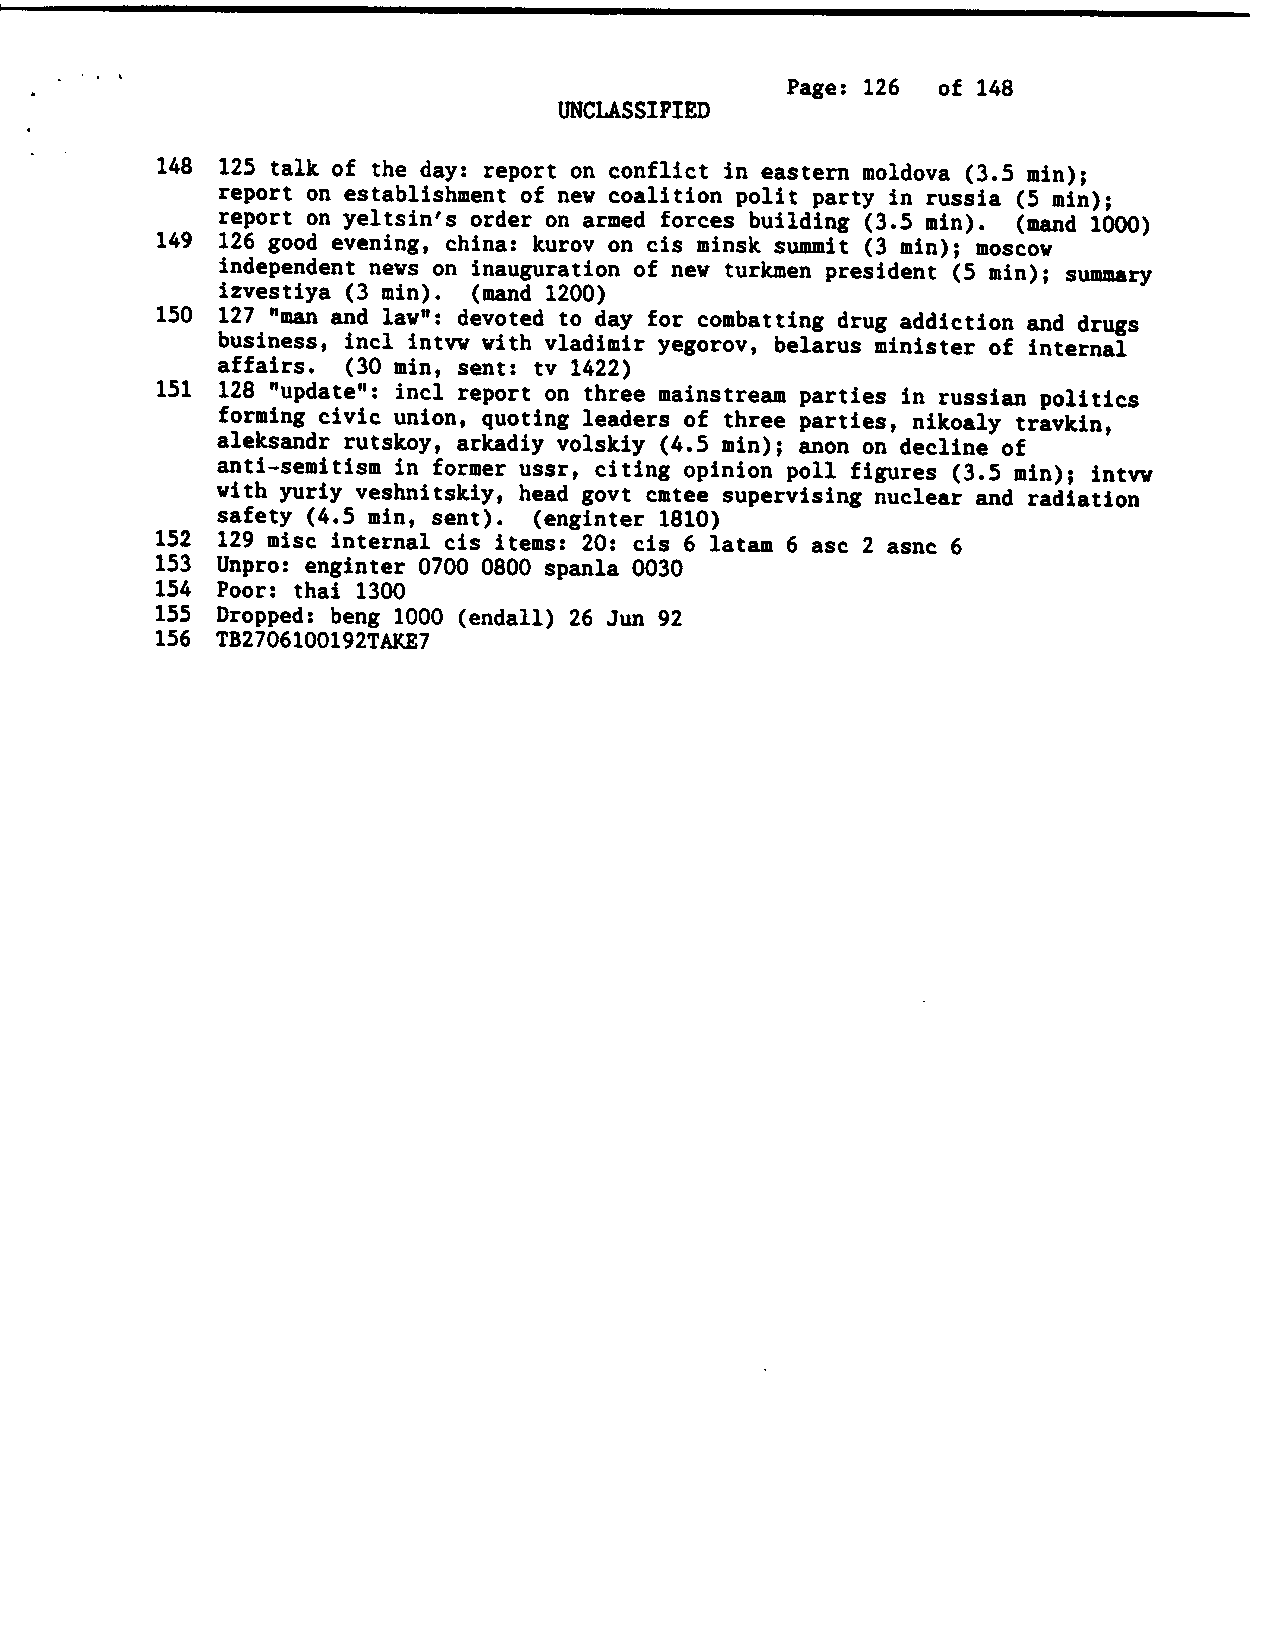 Page: 126 of 148
UNCLASSIFIED
148 125 talk of the day: report on conflict in eastern moldova (3.5 min);
report on establishment of new coalition polit party in russia (5 min);
report on yeltsin's order on armed forces building (3.5 min). (mand 1000)
149 126 good evening, china: kurov on cis minsk summit (3 min); moscow
independent news on inauguration of new turkmen president (5 min); summary
izvestiya (3 min). (mand 1200)
150 127 "man and law": devoted to day for combatting drug addiction and drugs
business, incl intvw with vladimir yegorov, belarus minister of internal
affairs. (30 min, sent: tv 1422)
151 128 "update": incl report on three mainstream parties in russian politics
forming civic union, quoting leaders of three parties, nikoaly travkin,
aleksandr rutskoy, arkadiy volskiy (4.5 min); anon on decline of
anti-semitism in former ussr, citing opinion poll figures (3.5 min); intvw
with yuriy veshnitskiy, head govt cmtee supervising nuclear and radiation
safety (4.5 min, sent). (enginter 1810)
152 129 misc internal cis items: 20: cis 6 latam 6 asc 2 asnc 6
153 Unpro: enginter 0700 0800 spanla 0030
154 Poor: thai 1300
155 Dropped: beng 1000 (endall) 26 Jun 92
156 TB2706100192TAKE7